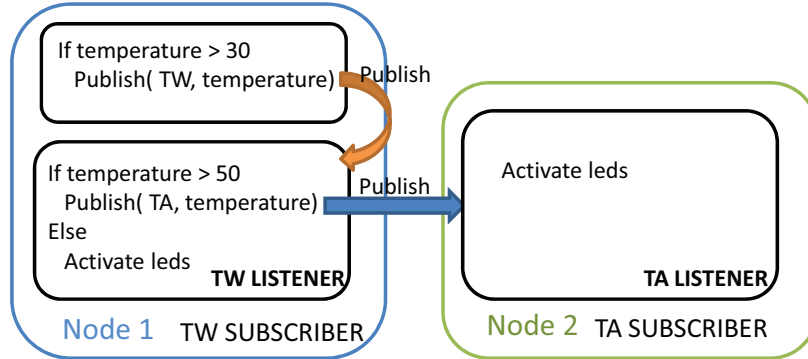 If temperature > 30
Publish( TW, temperature)
Publish
If temperature > 50
Publish( TA, temperature)
Else
Activate leds
TW LISTENER
Publish
Activate leds
TA LISTENER
Node 1 TW SUBSCRIBER
Node 2 TA SUBSCRIBER